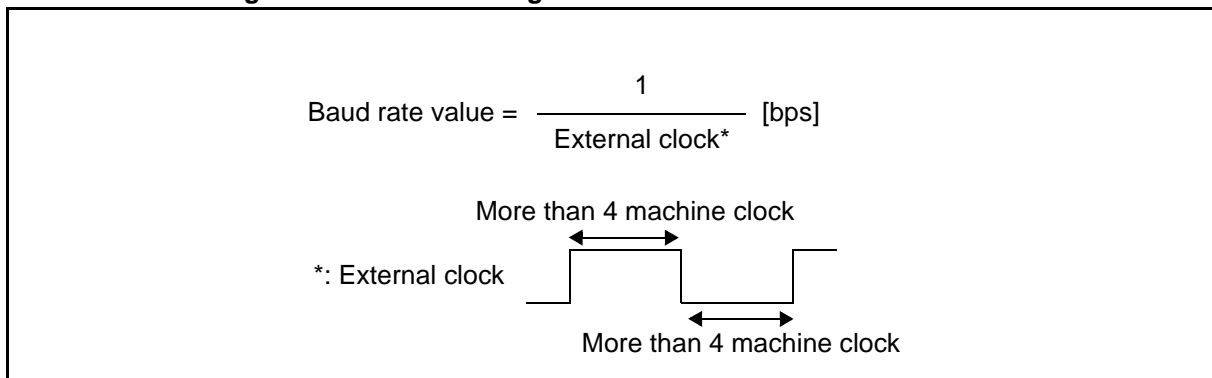 1
Baud rate value = [bps]
External clock*
More than 4 machine clock
*: External clock
More than 4 machine clock